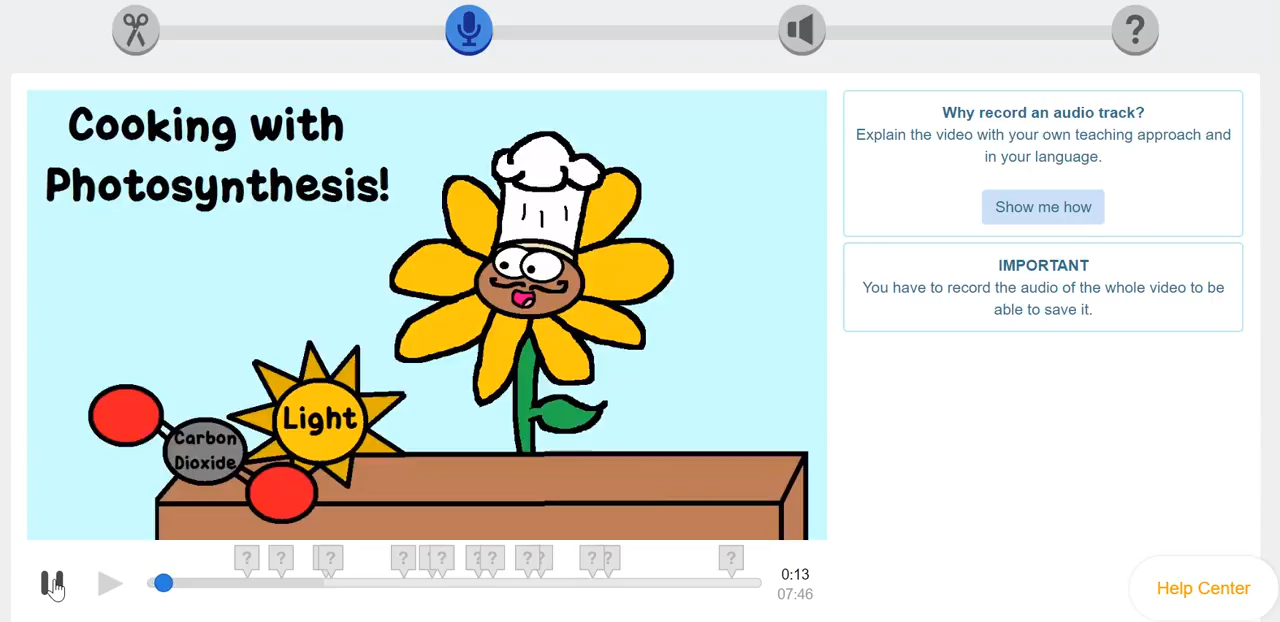 ?
Cooking with
Photosynthesis!
Light
Carbon
Dioxide
Why record an audio track?
Explain the video with your own teaching approach and
in your language.
Show me how
IMPORTANT
You have to record the audio of the whole video to be
able to save it.
? ? ? ? ? ? ? ? ? ? ? ? ?
0:13
07:46
Help Center